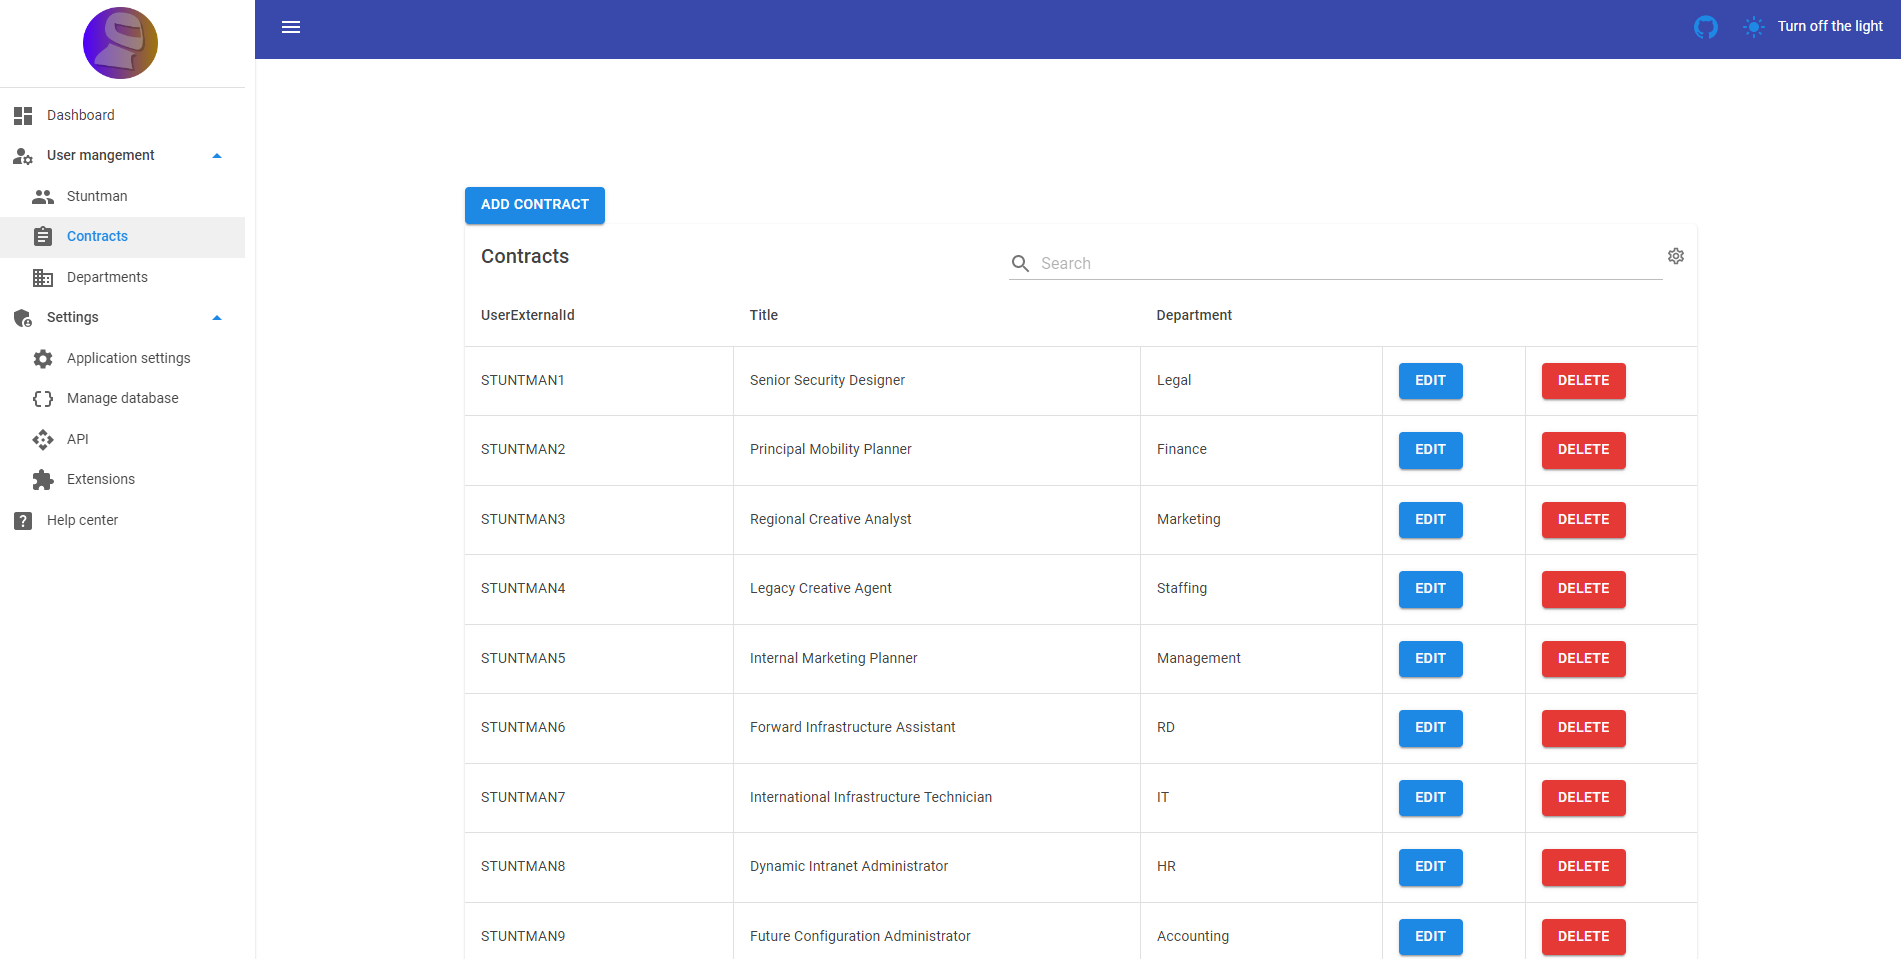 Turn off the light
Dashboard
User mangement
Stuntman
Contracts
Departments
Settings
Application settings
Manage database
API
Extensions
Help center
ADD CONTRACT
Contracts
Search
UserExternalId Title Department
STUNTMAN1 Senior Security Designer Legal EDIT DELETE
STUNTMAN2 Principal Mobility Planner Finance EDIT DELETE
STUNTMAN3 Regional Creative Analyst Marketing EDIT DELETE
STUNTMAN4 Legacy Creative Agent Staffing EDIT DELETE
STUNTMAN5 Internal Marketing Planner Management EDIT DELETE
STUNTMAN6 Forward Infrastructure Assistant RD EDIT DELETE
STUNTMAN7 International Infrastructure Technician IT EDIT DELETE
STUNTMAN8 Dynamic Intranet Administrator HR EDIT DELETE
STUNTMAN9 Future Configuration Administrator Accounting EDIT DELETE